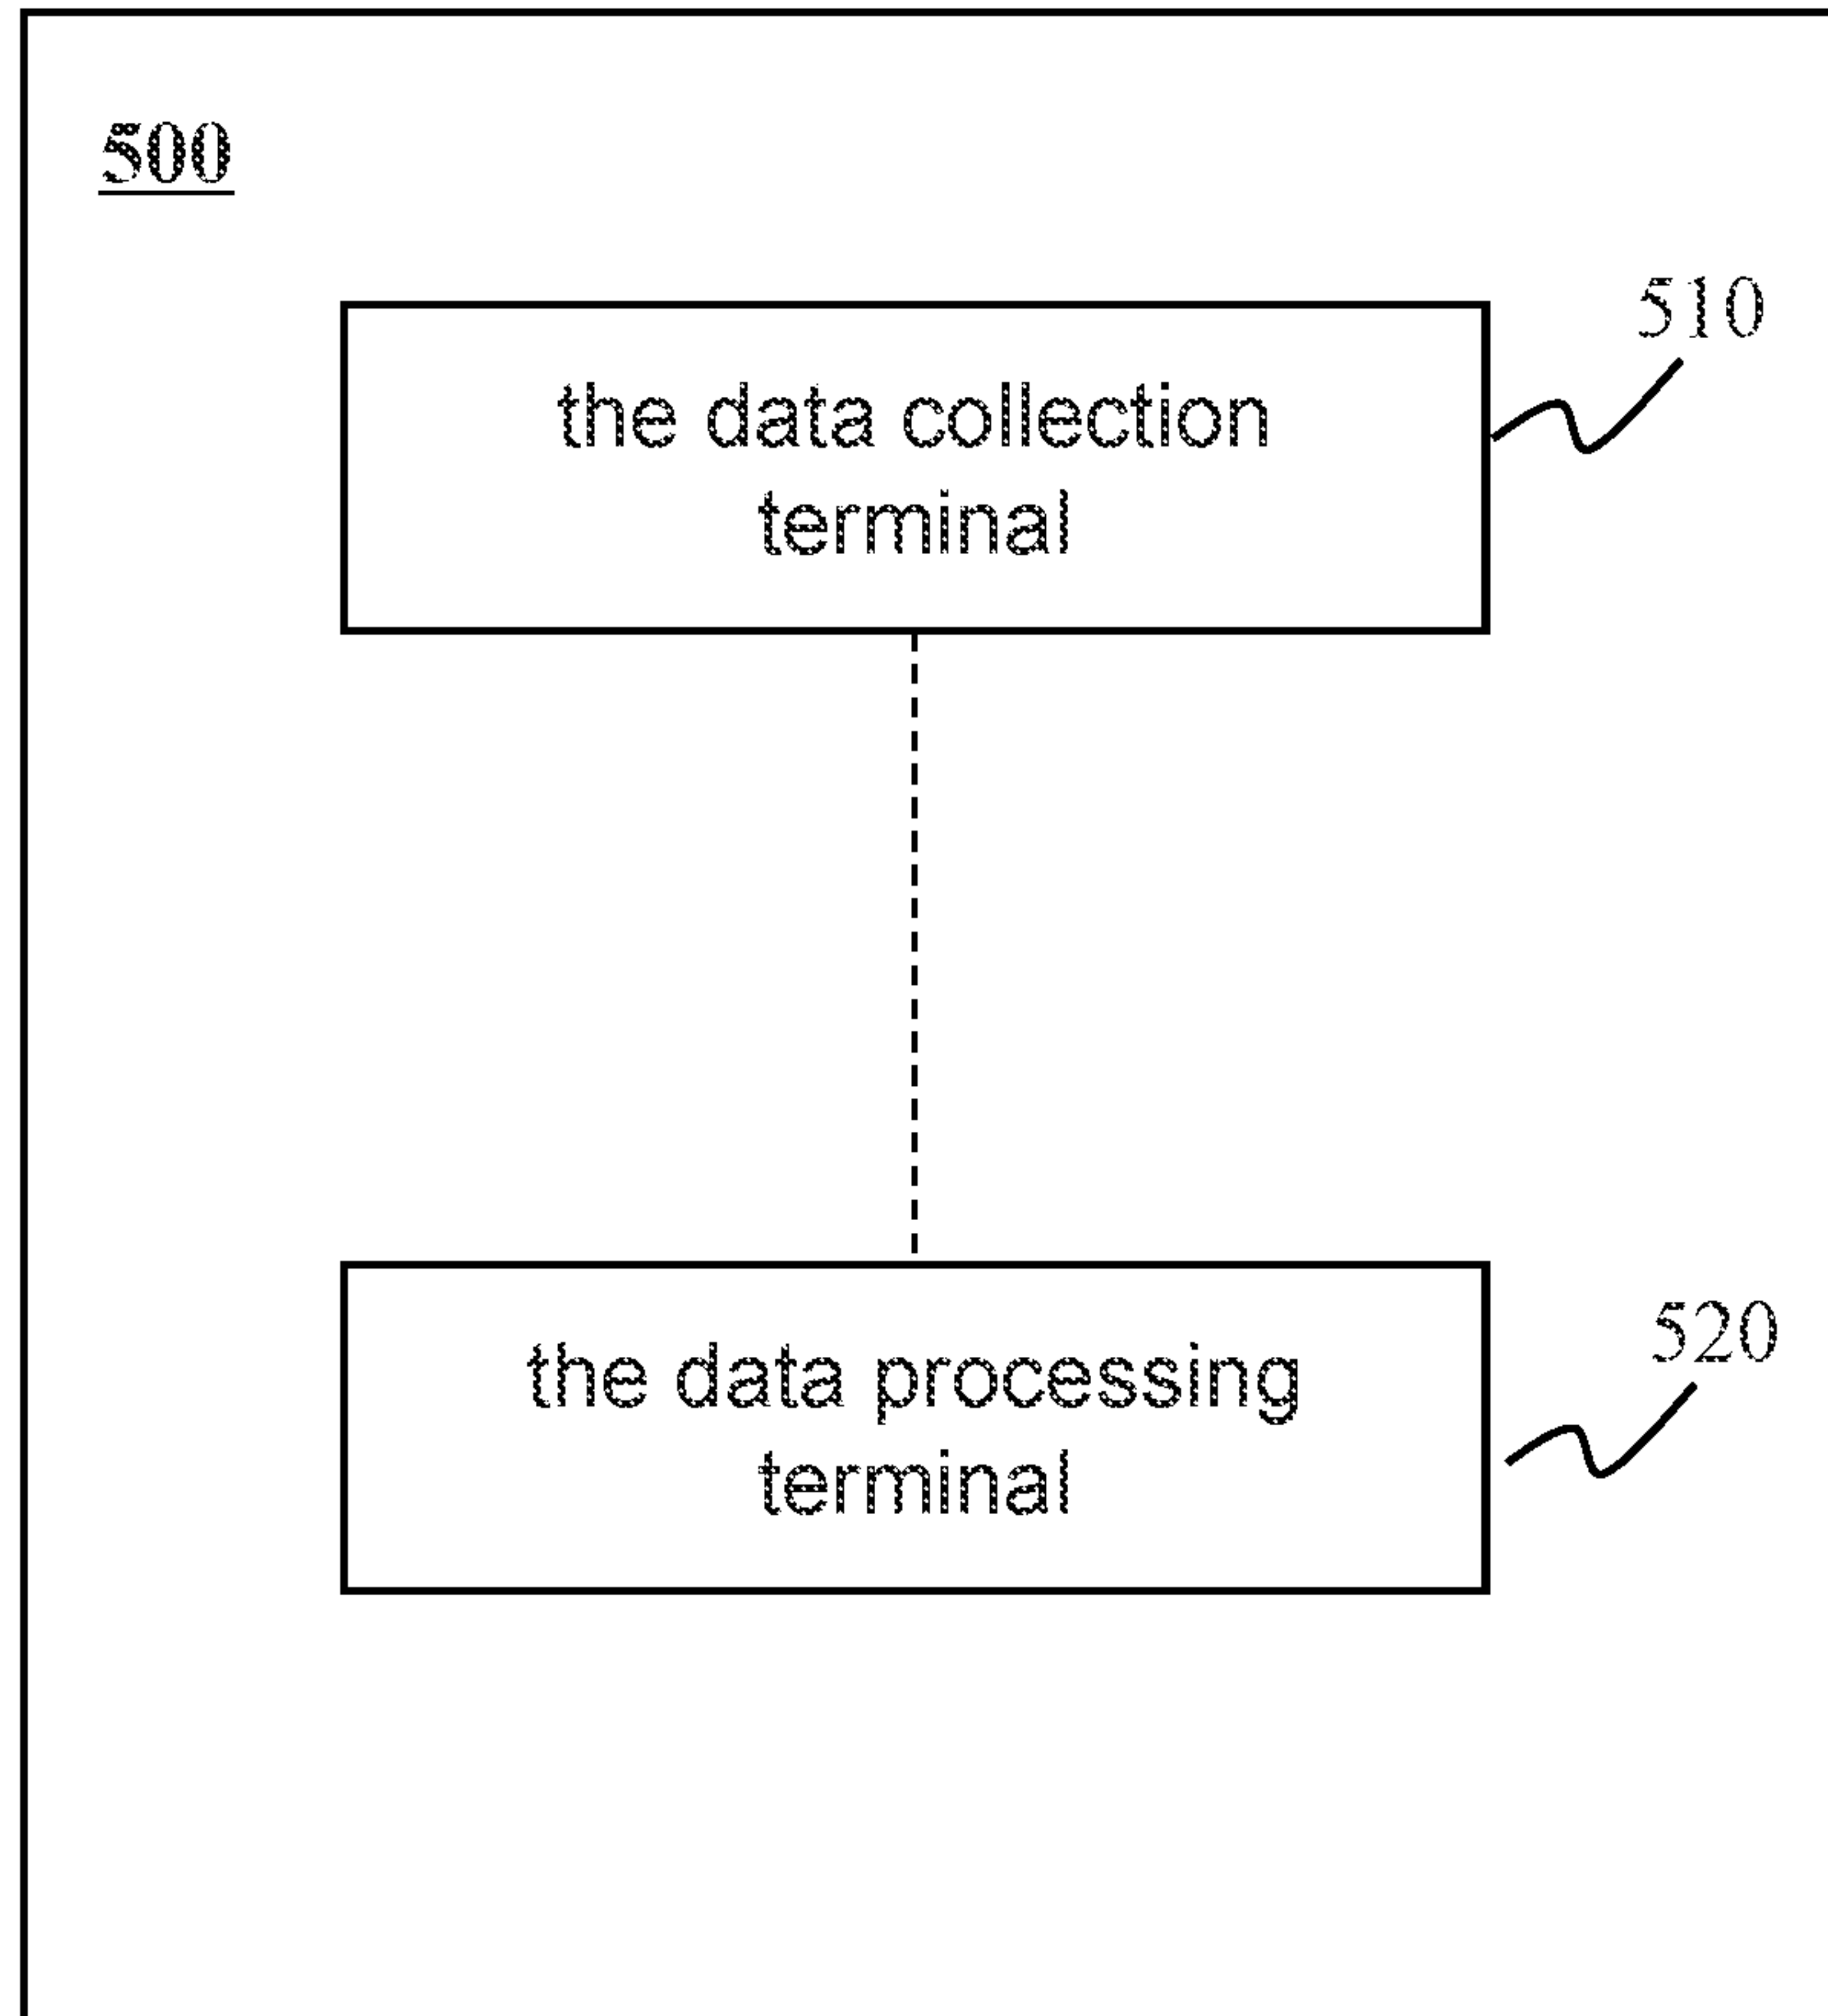 500
510
the data collection
terminal
520
the data processing
terminal